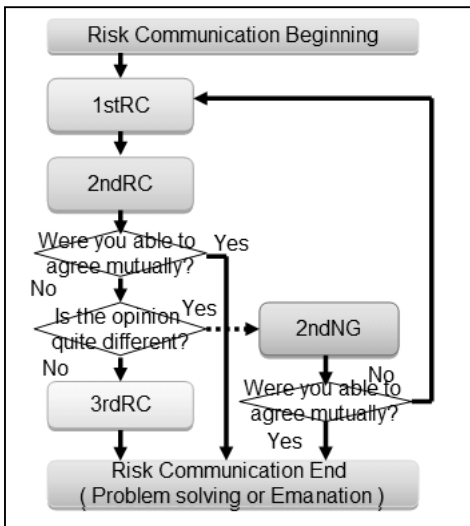 Risk Communication Beginning
1stRC
2ndRC
Were you able to
agree mutually?
Yes
No
Is the opinion
quite different?
Yes
2ndNG
No
No
Were you able to
agree mutually?
3rdRC
Yes
Risk Communication End
( Problem solving or Emanation )